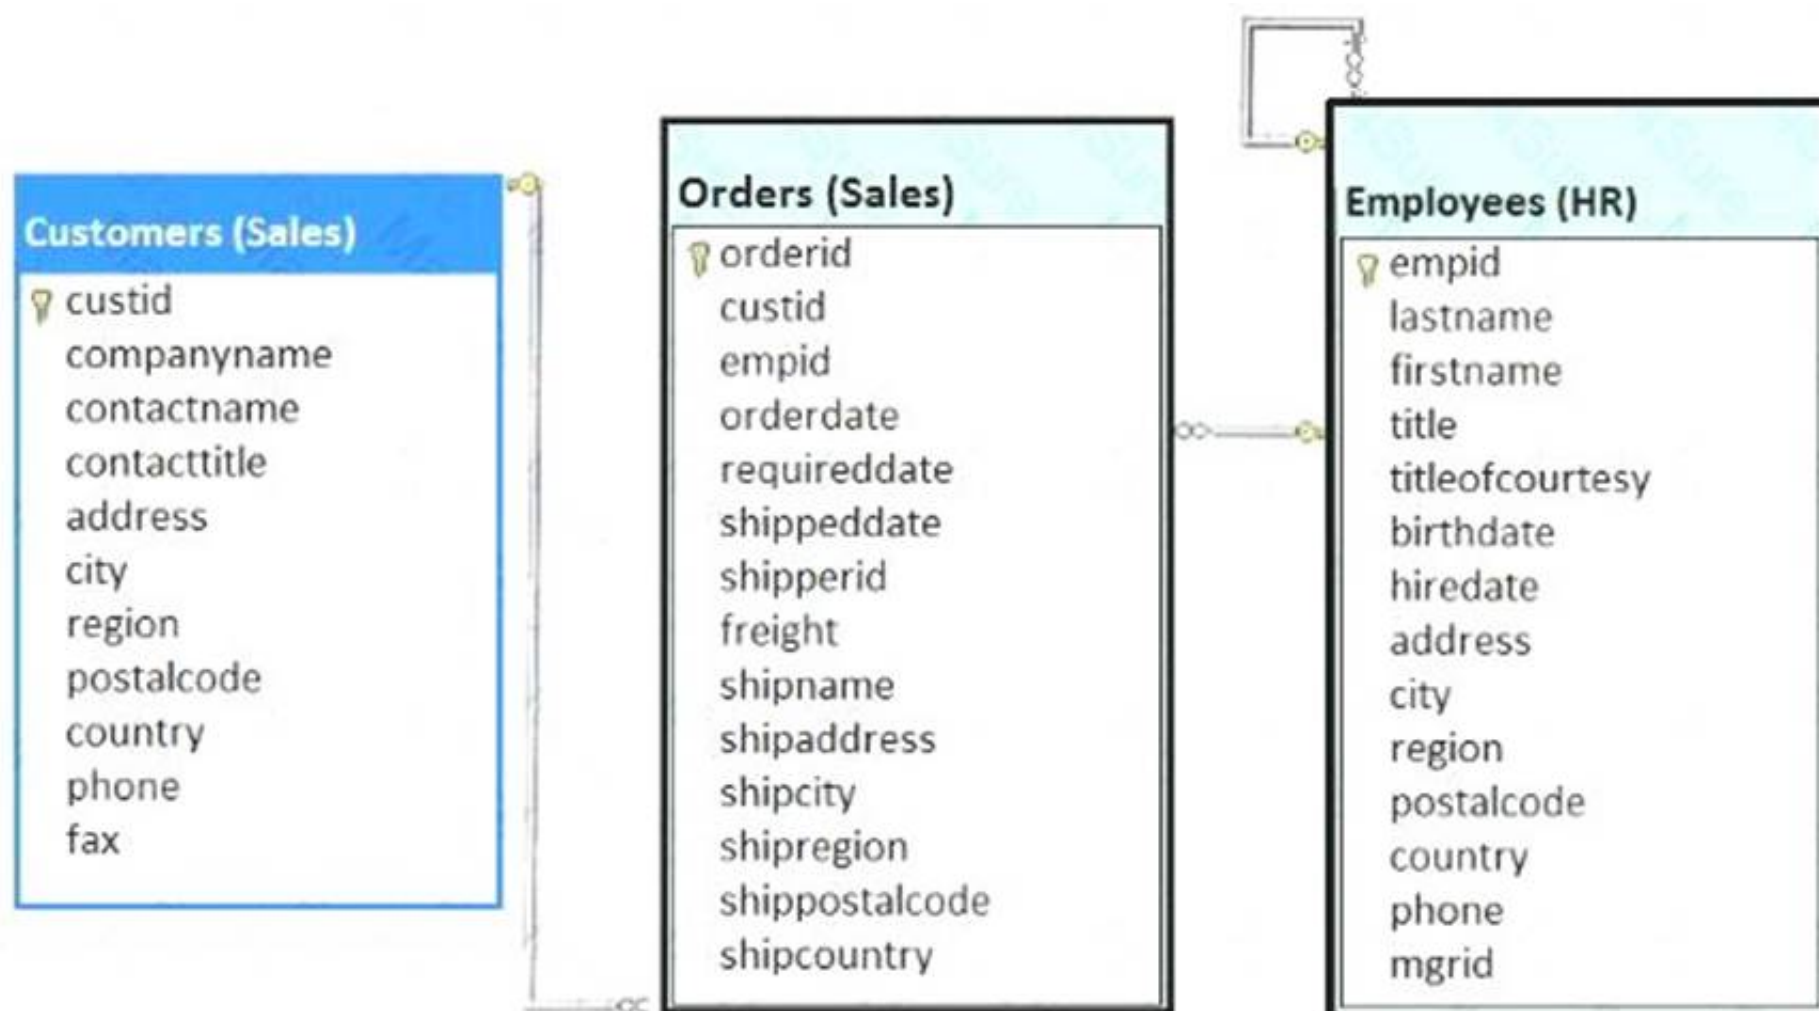 Customers (Sales)
custid
companyname
contactname
contacttitle
address
city
region
postalcode
country
phone
fax
Orders (Sales)
orderid
custid
empid
orderdate
requireddate
shippeddate
shipperid
freight
shipname
shipaddress
shipcity
shipregion
shippostalcode
shipcountry
Employees (HR)
empid
lastname
firstname
title
titleofcourtesy
birthdate
hiredate
address
city
region
postalcode
country
phone
mgrid